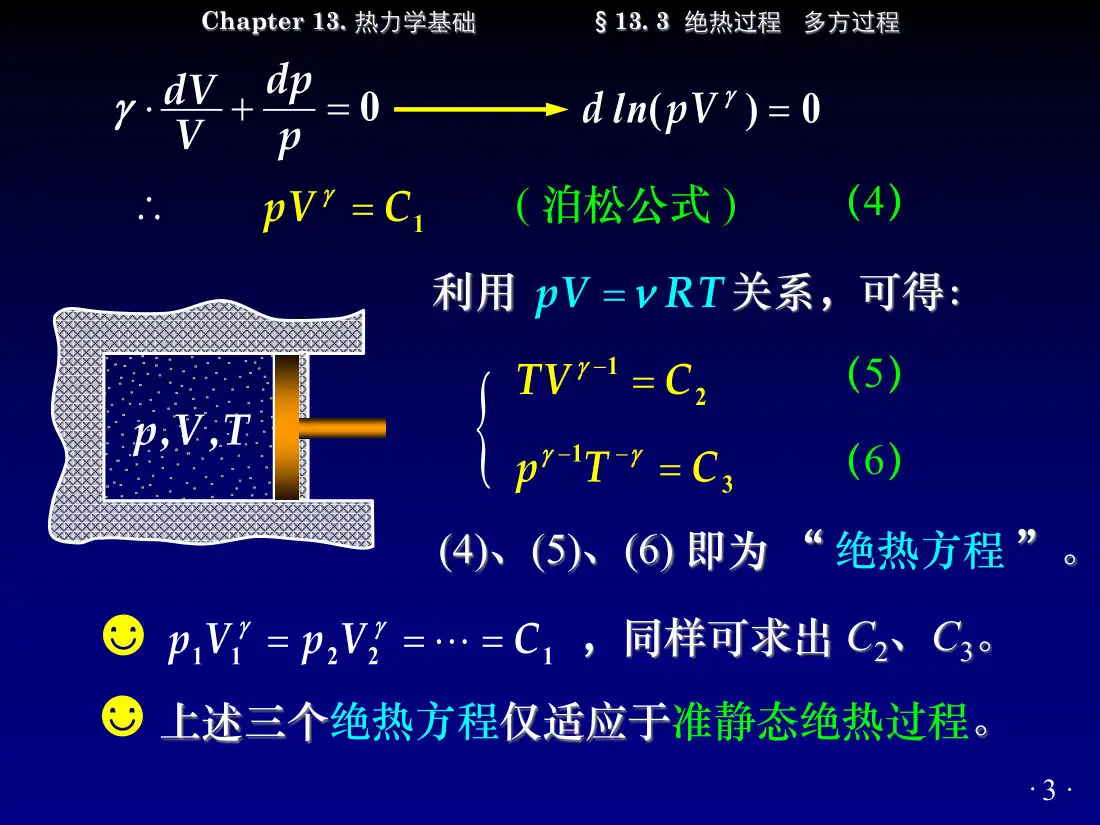 Chapter 13. 热力学基础 §13. 3 绝热过程 多方过程
γ · dV/V + dp/p = 0 → d ln(pV^γ) = 0
∴ pV^γ = C₁ ( 泊松公式 ) (4)
利用 pV = νRT 关系，可得：
TV^(γ−1) = C₂ (5)
p^(γ−1)T^(−γ) = C₃ (6)
p,V,T
(4)、(5)、(6) 即为 “ 绝热方程 ” 。
p₁V₁^γ = p₂V₂^γ = ⋯ = C₁ ，同样可求出 C₂、C₃。
上述三个绝热方程仅适应于准静态绝热过程。
· 3 ·